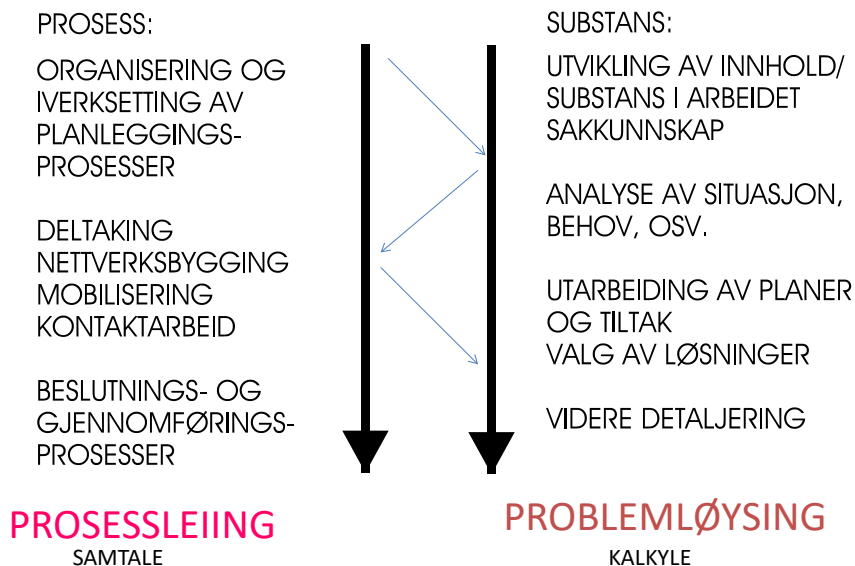 PROSESS:
ORGANISERING OG
IVERKSETTING AV
PLANLEGGINGS-
PROSESSER
DELTAKING
NETTVERKSBYGGING
MOBILISERING
KONTAKTARBEID
BESLUTNINGS- OG
GJENNOMFØRINGS-
PROSESSER
PROSESSLEIING
SAMTALE
SUBSTANS:
UTVIKLING AV INNHOLD/
SUBSTANS I ARBEIDET
SAKKUNNSKAP
ANALYSE AV SITUASJON,
BEHOV, OSV.
UTARBEIDING AV PLANER
OG TILTAK
VALG AV LØSNINGER
VIDERE DETALJERING
PROBLEMLØYSING
KALKYLE